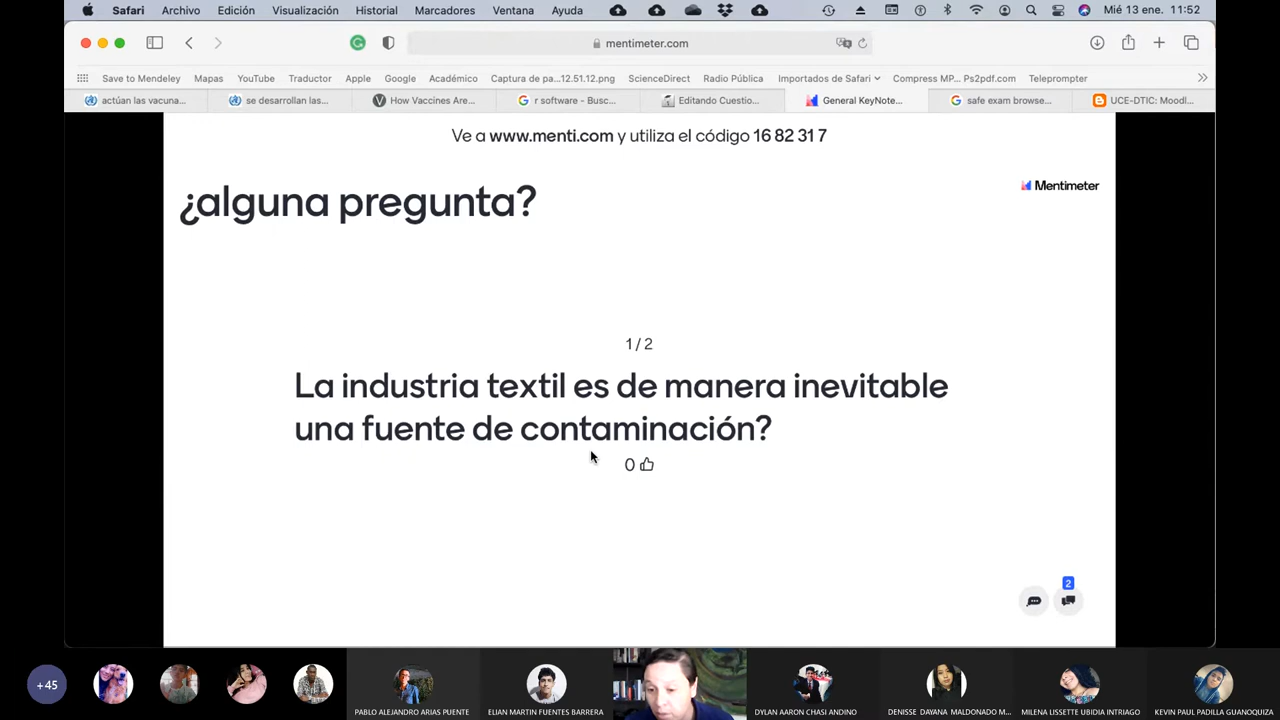 Safari Archivo Edición Visualización Historial Marcadores Ventana Ayuda Mié 13 ene. 11:52
mentimeter.com
Save to Mendeley Mapas YouTube Traductor Apple Google Académico Captura de pa...12.51.12.png ScienceDirect Radio Pública Importados de Safari Compress MP... Ps2pdf.com Teleprompter
actúan las vacuna... se desarrollan las... How Vaccines Are... r software - Busc... Editando Cuestio... General KeyNote... safe exam browse... UCE-DTIC: Moodl...
Ve a www.menti.com y utiliza el código 16 82 31 7
Mentimeter
¿alguna pregunta?
1 / 2
La industria textil es de manera inevitable
una fuente de contaminación?
0
2
+45
PABLO ALEJANDRO ARIAS PUENTE ELIAN MARTIN FUENTES BARRERA DYLAN AARON CHASI ANDINO DENISSE DAYANA MALDONADO M... MILENA LISSETTE UBIDIA INTRIAGO KEVIN PAUL PADILLA GUANOQUIZA